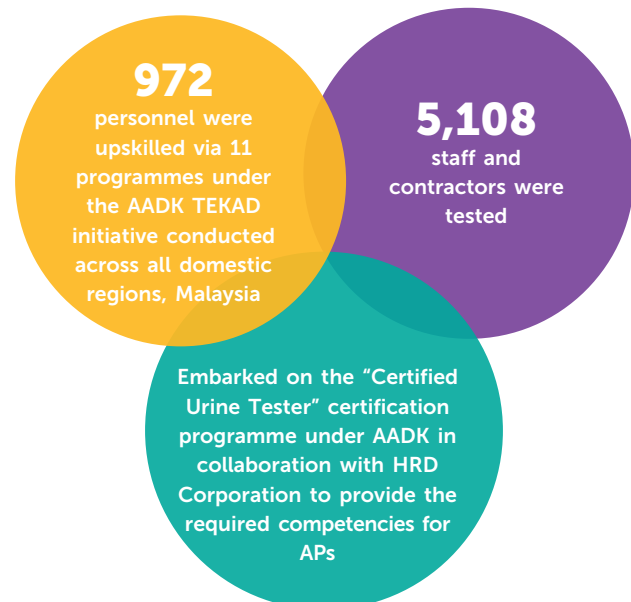 972
personnel were
upskilled via 11
programmes under
the AADK TEKAD
initiative conducted
across all domestic
regions, Malaysia
5,108
staff and
contractors were
tested
Embarked on the “Certified
Urine Tester” certification
programme under AADK in
collaboration with HRD
Corporation to provide the
required competencies for
APs